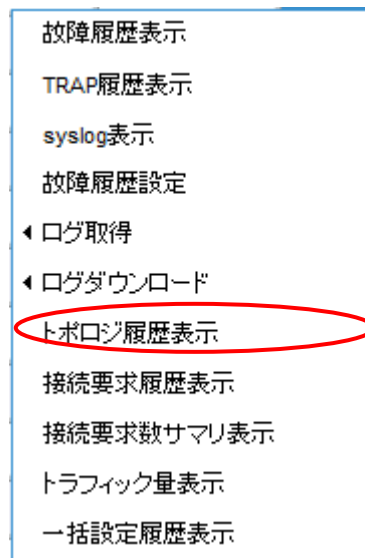 故障履歴表示
TRAP履歴表示
syslog表示
故障履歴設定
ログ取得
ログダウンロード
トポロジ履歴表示
接続要求履歴表示
接続要求数サマリ表示
トラフィック量表示
一括設定履歴表示